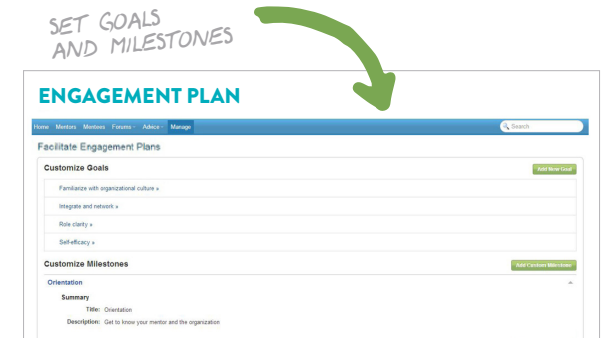 SET GOALS
AND MILESTONES
ENGAGEMENT PLAN
Home Mentors Mentees Forums Advice Manage Search
Facilitate Engagement Plans
Customize Goals Add New Goal
Familiarize with organizational culture »
Integrate and network »
Role clarity »
Self-efficacy »
Customize Milestones Add Custom Milestone
Orientation
Summary
Title: Orientation
Description: Get to know your mentor and the organization